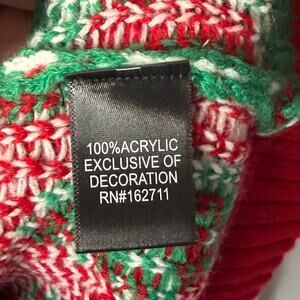 100%ACRYLIC
EXCLUSIVE OF
DECORATION
RN#162711